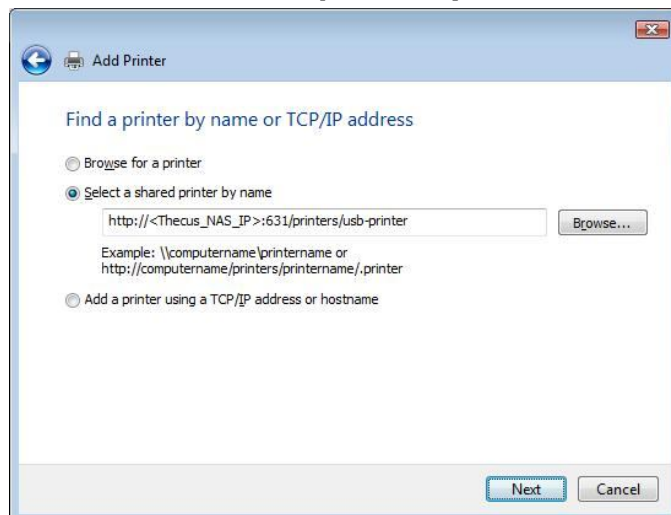 Add Printer
Find a printer by name or TCP/IP address
Browse for a printer
Select a shared printer by name
http://<Thecus_NAS_IP>:631/printers/usb-printer
Browse...
Example: \\computername\printername or
http://computername/printers/printername/.printer
Add a printer using a TCP/IP address or hostname
Next
Cancel